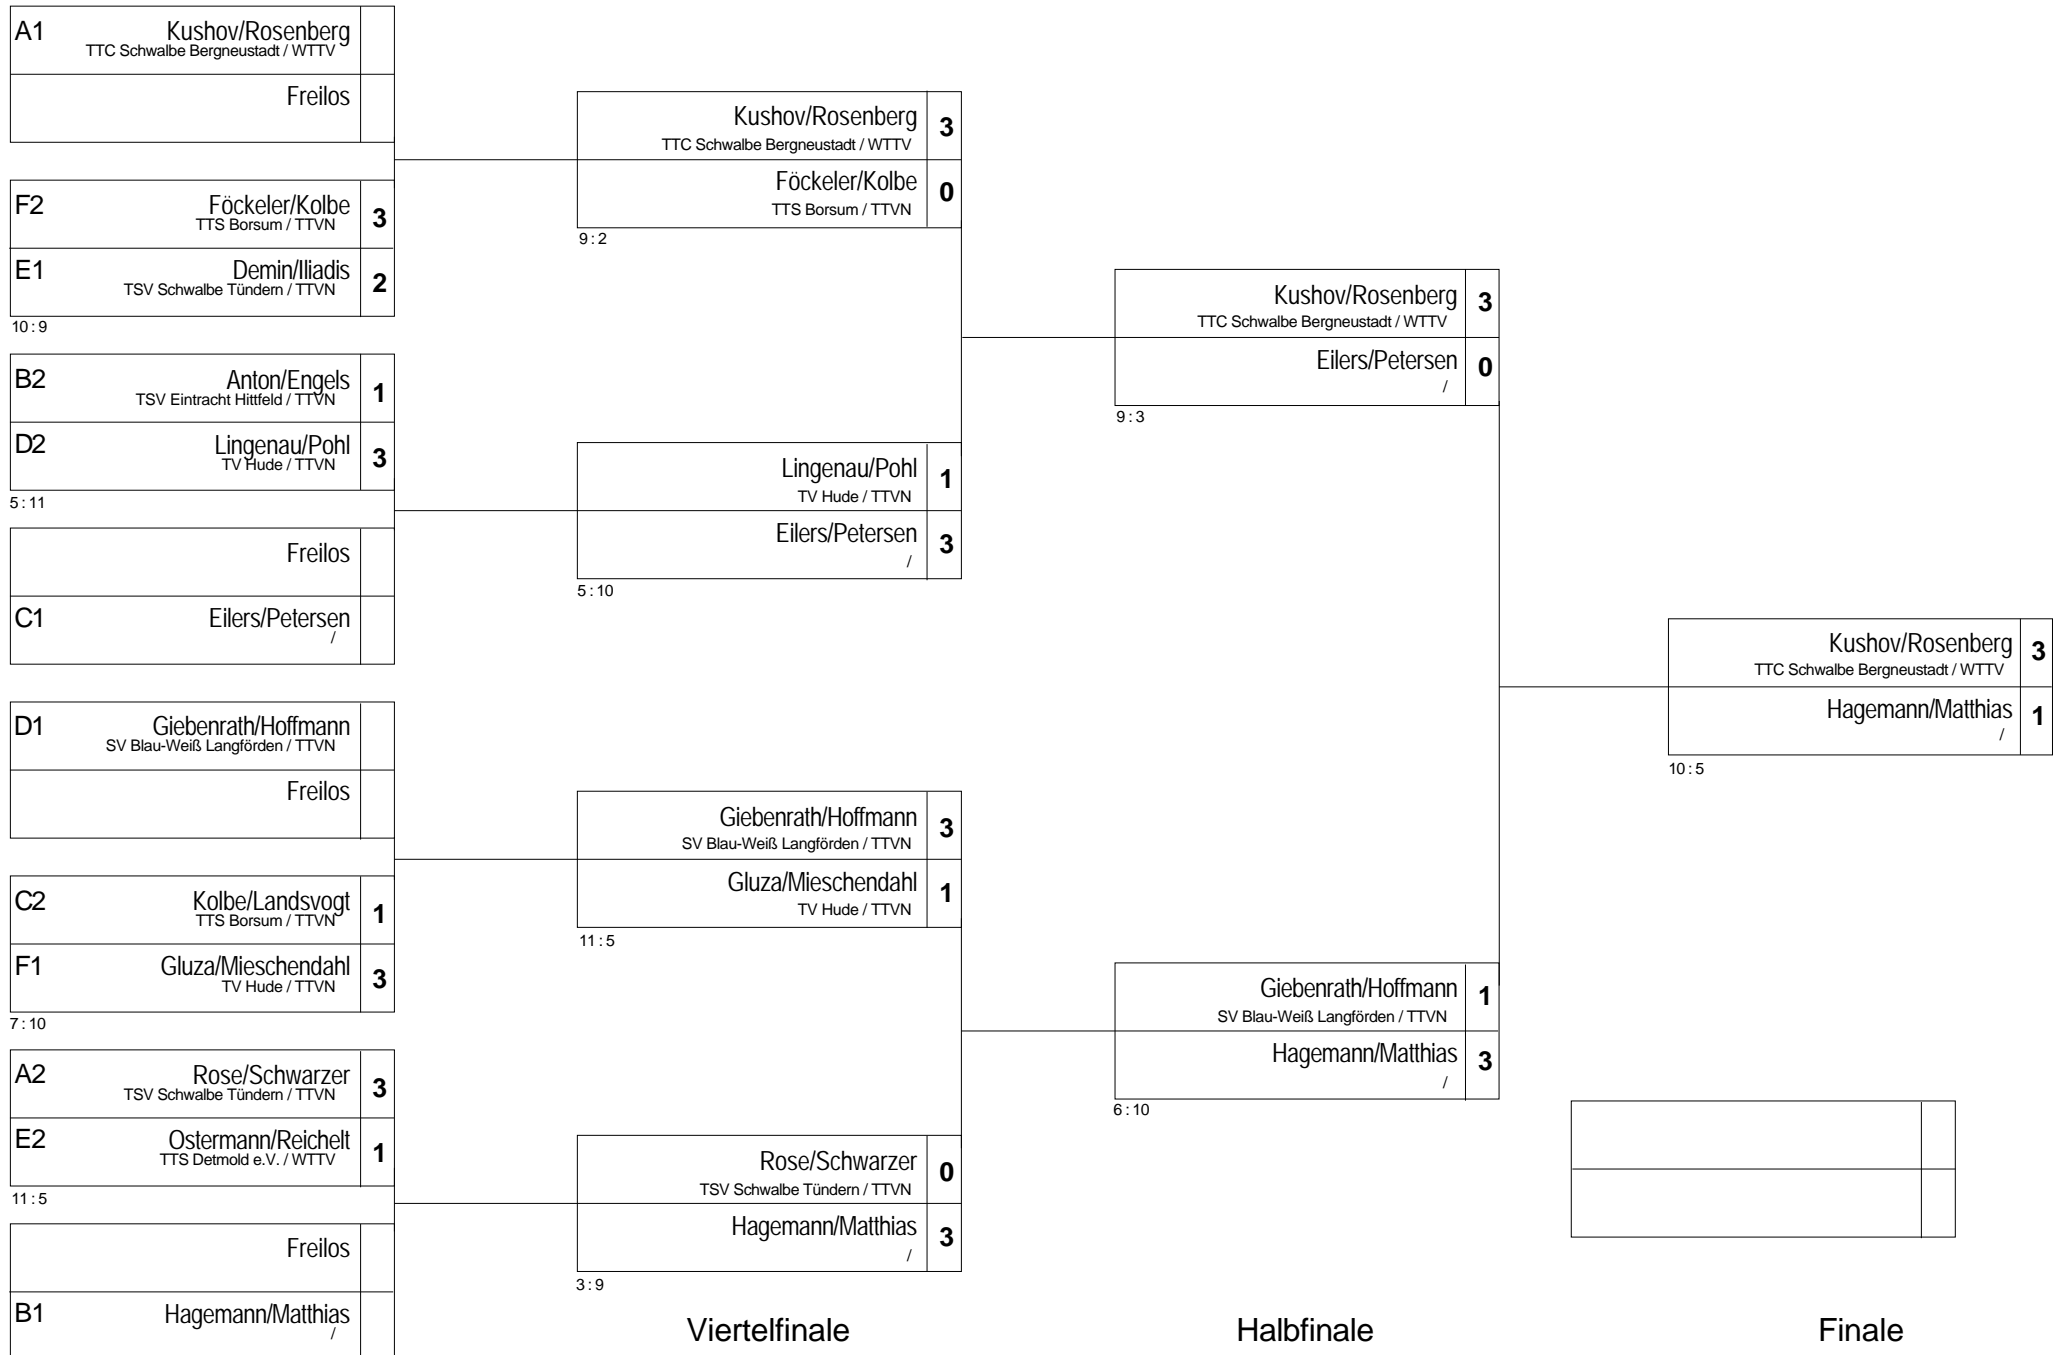 A1 Kushov/Rosenberg
TTC Schwalbe Bergneustadt / WTTV
Freilos
F2 Föckeler/Kolbe 3
TTS Borsum / TTVN
E1 Demin/Iliadis 2
TSV Schwalbe Tündern / TTVN
10 : 9
B2 Anton/Engels 1
TSV Eintracht Hittfeld / TTVN
D2 Lingenau/Pohl 3
TV Hude / TTVN
5 : 11
Freilos
C1 Eilers/Petersen
/
D1 Giebenrath/Hoffmann
SV Blau-Weiß Langförden / TTVN
Freilos
C2 Kolbe/Landsvogt 1
TTS Borsum / TTVN
F1 Gluza/Mieschendahl 3
TV Hude / TTVN
7 : 10
A2 Rose/Schwarzer 3
TSV Schwalbe Tündern / TTVN
E2 Ostermann/Reichelt 1
TTS Detmold e.V. / WTTV
11 : 5
Freilos
B1 Hagemann/Matthias
/
Kushov/Rosenberg 3
TTC Schwalbe Bergneustadt / WTTV
Föckeler/Kolbe 0
TTS Borsum / TTVN
9 : 2
Lingenau/Pohl 1
TV Hude / TTVN
Eilers/Petersen 3
/
5 : 10
Giebenrath/Hoffmann 3
SV Blau-Weiß Langförden / TTVN
Gluza/Mieschendahl 1
TV Hude / TTVN
11 : 5
Rose/Schwarzer 0
TSV Schwalbe Tündern / TTVN
Hagemann/Matthias 3
/
3 : 9
Viertelfinale
Kushov/Rosenberg 3
TTC Schwalbe Bergneustadt / WTTV
Eilers/Petersen 0
/
9 : 3
Giebenrath/Hoffmann 1
SV Blau-Weiß Langförden / TTVN
Hagemann/Matthias 3
/
6 : 10
Halbfinale
Kushov/Rosenberg 3
TTC Schwalbe Bergneustadt / WTTV
Hagemann/Matthias 1
/
10 : 5
Finale